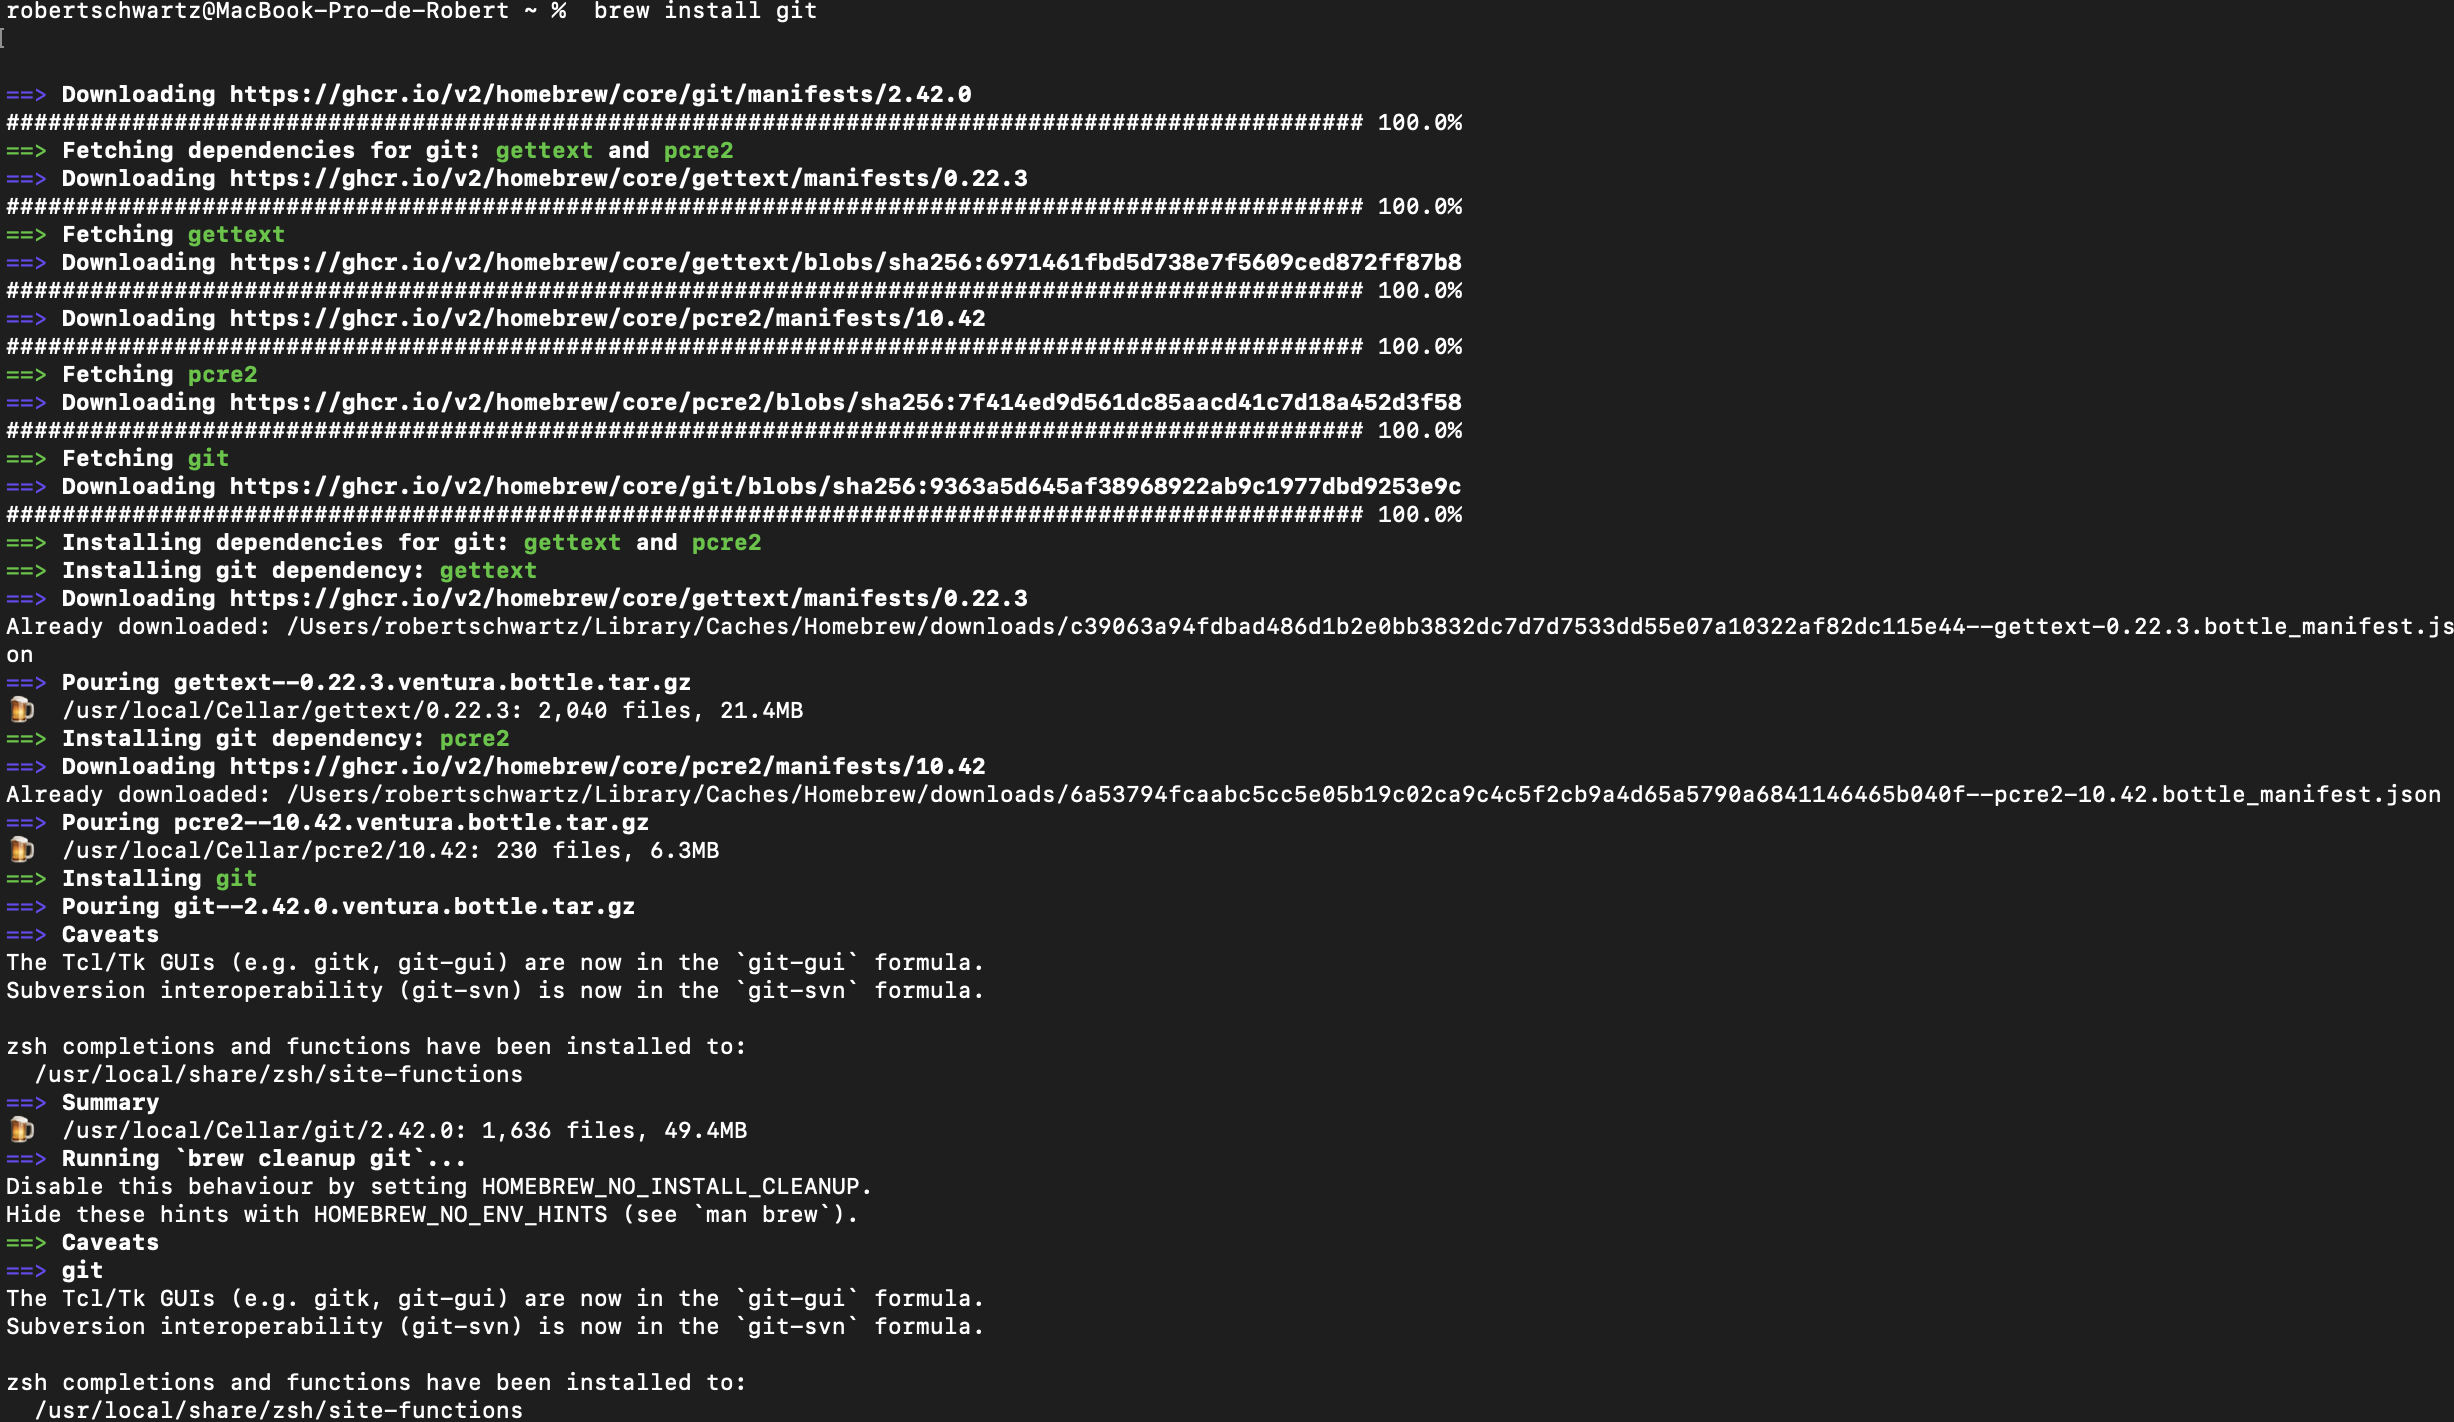 robertschwartz@MacBook-Pro-de-Robert ~ %  brew install git
==> Downloading https://ghcr.io/v2/homebrew/core/git/manifests/2.42.0
################################################################################################# 100.0%
==> Fetching dependencies for git: gettext and pcre2
==> Downloading https://ghcr.io/v2/homebrew/core/gettext/manifests/0.22.3
################################################################################################# 100.0%
==> Fetching gettext
==> Downloading https://ghcr.io/v2/homebrew/core/gettext/blobs/sha256:6971461fbd5d738e7f5609ced872ff87b8
################################################################################################# 100.0%
==> Downloading https://ghcr.io/v2/homebrew/core/pcre2/manifests/10.42
################################################################################################# 100.0%
==> Fetching pcre2
==> Downloading https://ghcr.io/v2/homebrew/core/pcre2/blobs/sha256:7f414ed9d561dc85aacd41c7d18a452d3f58
################################################################################################# 100.0%
==> Fetching git
==> Downloading https://ghcr.io/v2/homebrew/core/git/blobs/sha256:9363a5d645af38968922ab9c1977dbd9253e9c
################################################################################################# 100.0%
==> Installing dependencies for git: gettext and pcre2
==> Installing git dependency: gettext
==> Downloading https://ghcr.io/v2/homebrew/core/gettext/manifests/0.22.3
Already downloaded: /Users/robertschwartz/Library/Caches/Homebrew/downloads/c39063a94fdbad486d1b2e0bb3832dc7d7d7533dd55e07a10322af82dc115e44--gettext-0.22.3.bottle_manifest.js
on
==> Pouring gettext--0.22.3.ventura.bottle.tar.gz
🍺  /usr/local/Cellar/gettext/0.22.3: 2,040 files, 21.4MB
==> Installing git dependency: pcre2
==> Downloading https://ghcr.io/v2/homebrew/core/pcre2/manifests/10.42
Already downloaded: /Users/robertschwartz/Library/Caches/Homebrew/downloads/6a53794fcaabc5cc5e05b19c02ca9c4c5f2cb9a4d65a5790a6841146465b040f--pcre2-10.42.bottle_manifest.json
==> Pouring pcre2--10.42.ventura.bottle.tar.gz
🍺  /usr/local/Cellar/pcre2/10.42: 230 files, 6.3MB
==> Installing git
==> Pouring git--2.42.0.ventura.bottle.tar.gz
==> Caveats
The Tcl/Tk GUIs (e.g. gitk, git-gui) are now in the `git-gui` formula.
Subversion interoperability (git-svn) is now in the `git-svn` formula.
zsh completions and functions have been installed to:
  /usr/local/share/zsh/site-functions
==> Summary
🍺  /usr/local/Cellar/git/2.42.0: 1,636 files, 49.4MB
==> Running `brew cleanup git`...
Disable this behaviour by setting HOMEBREW_NO_INSTALL_CLEANUP.
Hide these hints with HOMEBREW_NO_ENV_HINTS (see `man brew`).
==> Caveats
==> git
The Tcl/Tk GUIs (e.g. gitk, git-gui) are now in the `git-gui` formula.
Subversion interoperability (git-svn) is now in the `git-svn` formula.
zsh completions and functions have been installed to:
  /usr/local/share/zsh/site-functions